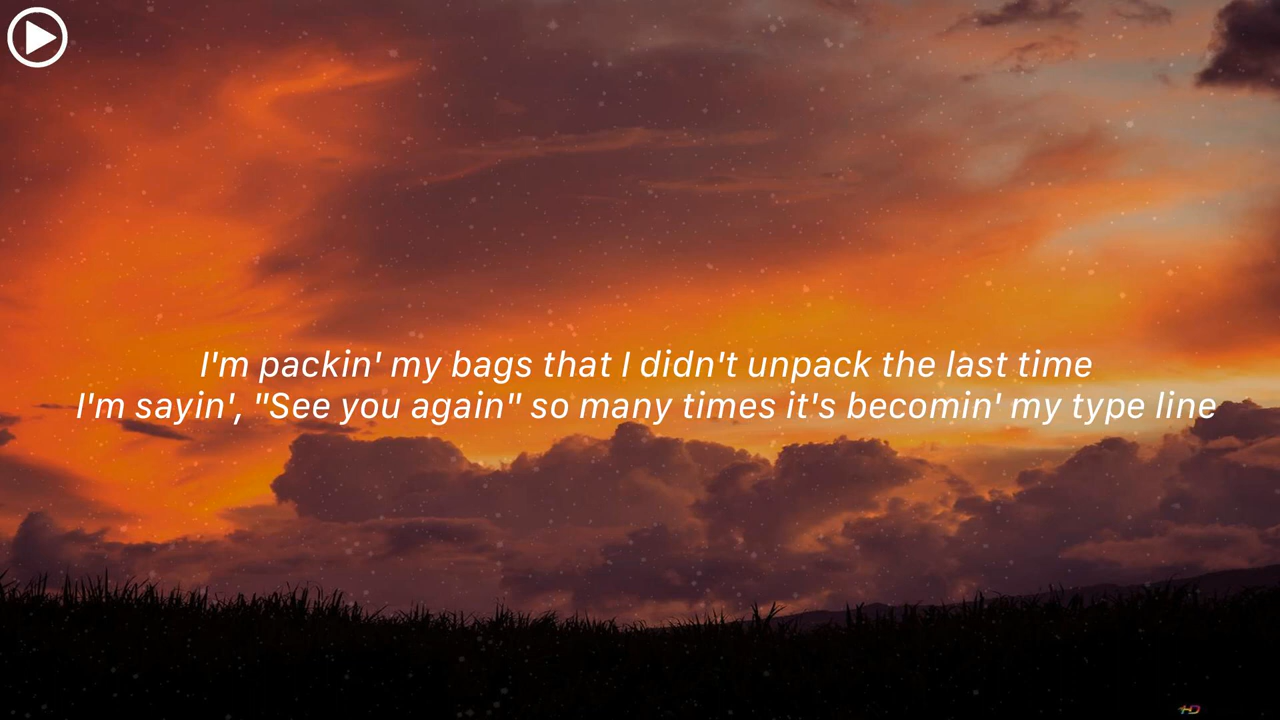 I'm packin' my bags that I didn't unpack the last time
I'm sayin', "See you again" so many times it's becomin' my type line
HD